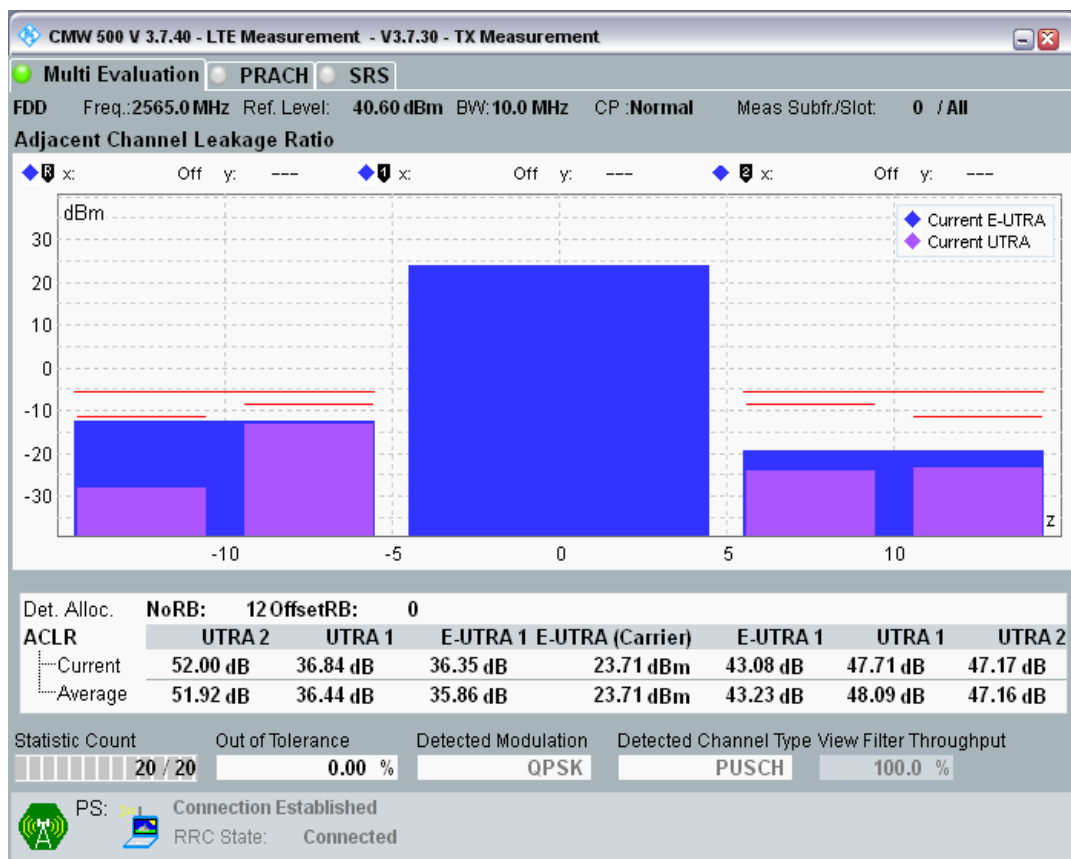 CMW 500 V 3.7.40 - LTE Measurement - V3.7.30 - TX Measurement
Multi Evaluation PRACH SRS
FDD Freq.:2565.0 MHz Ref. Level: 40.60 dBm BW:10.0 MHz CP :Normal Meas Subfr./Slot: 0 / All
Adjacent Channel Leakage Ratio
R x: Off y: --- 1 x: Off y: --- 2 x: Off y: ---
dBm
Current E-UTRA
Current UTRA
30
20
10
0
-10
-20
-30
z
-10 -5 0 5 10
Det. Alloc. NoRB: 12 OffsetRB: 0
ACLR UTRA 2 UTRA 1 E-UTRA 1 E-UTRA (Carrier) E-UTRA 1 UTRA 1 UTRA 2
Current 52.00 dB 36.84 dB 36.35 dB 23.71 dBm 43.08 dB 47.71 dB 47.17 dB
Average 51.92 dB 36.44 dB 35.86 dB 23.71 dBm 43.23 dB 48.09 dB 47.16 dB
Statistic Count Out of Tolerance Detected Modulation Detected Channel Type View Filter Throughput
20 / 20 0.00 % QPSK PUSCH 100.0 %
PS: Connection Established
RRC State: Connected